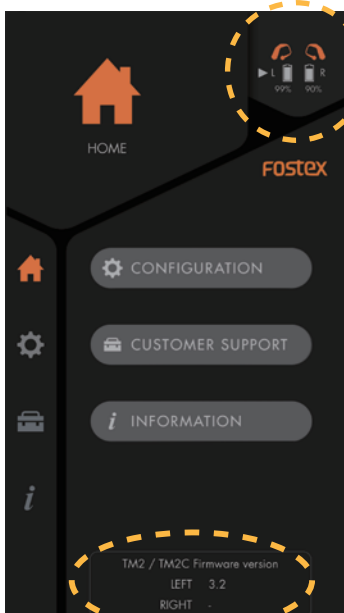 HOME
L R
99% 90%
Fostex
CONFIGURATION
CUSTOMER SUPPORT
i INFORMATION
i
TM2 / TM2C Firmware version
LEFT 3.2
RIGHT -